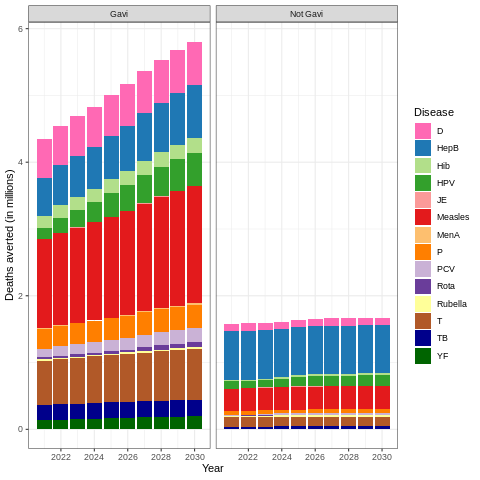 Gavi
Not Gavi
Deaths averted (in millions)
6
4
2
0
2022
2024
2026
2028
2030
2022
2024
2026
2028
2030
Year
Disease
D
HepB
Hib
HPV
JE
Measles
MenA
P
PCV
Rota
Rubella
T
TB
YF